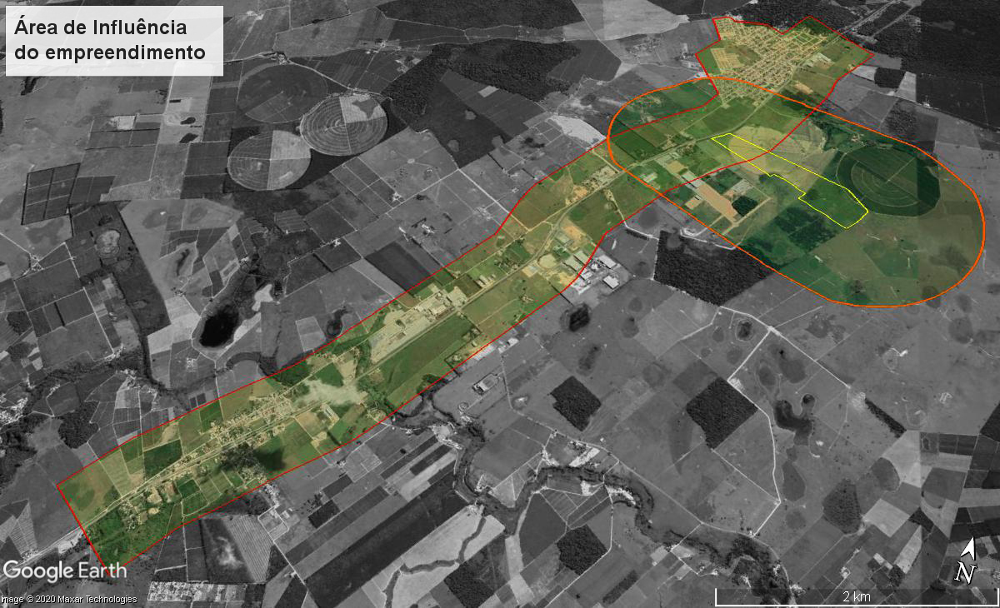 Área de Influência
do empreendimento
Google Earth
Image © 2020 Maxar Technologies
N
2 km